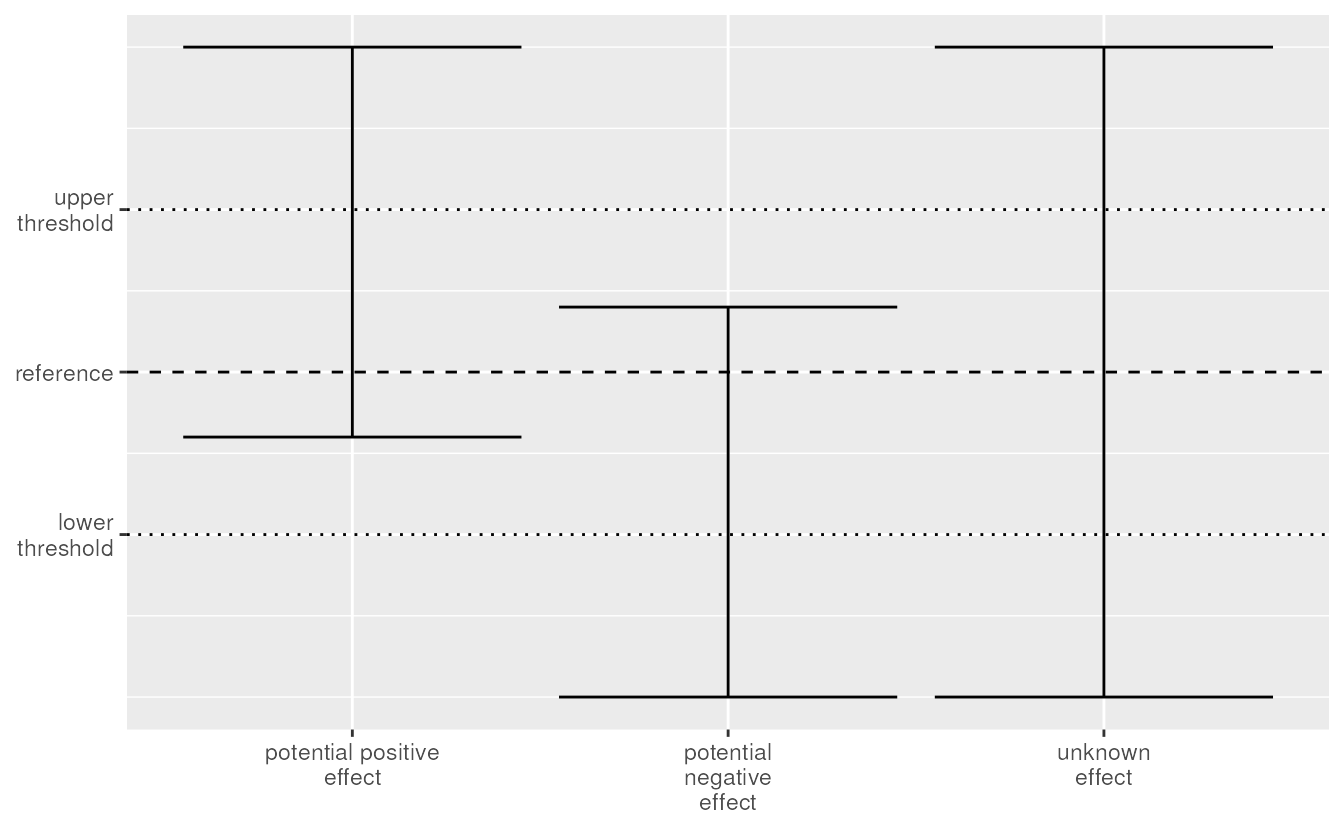 upper
threshold
reference
lower
threshold
potential positive
effect
potential
negative
effect
unknown
effect